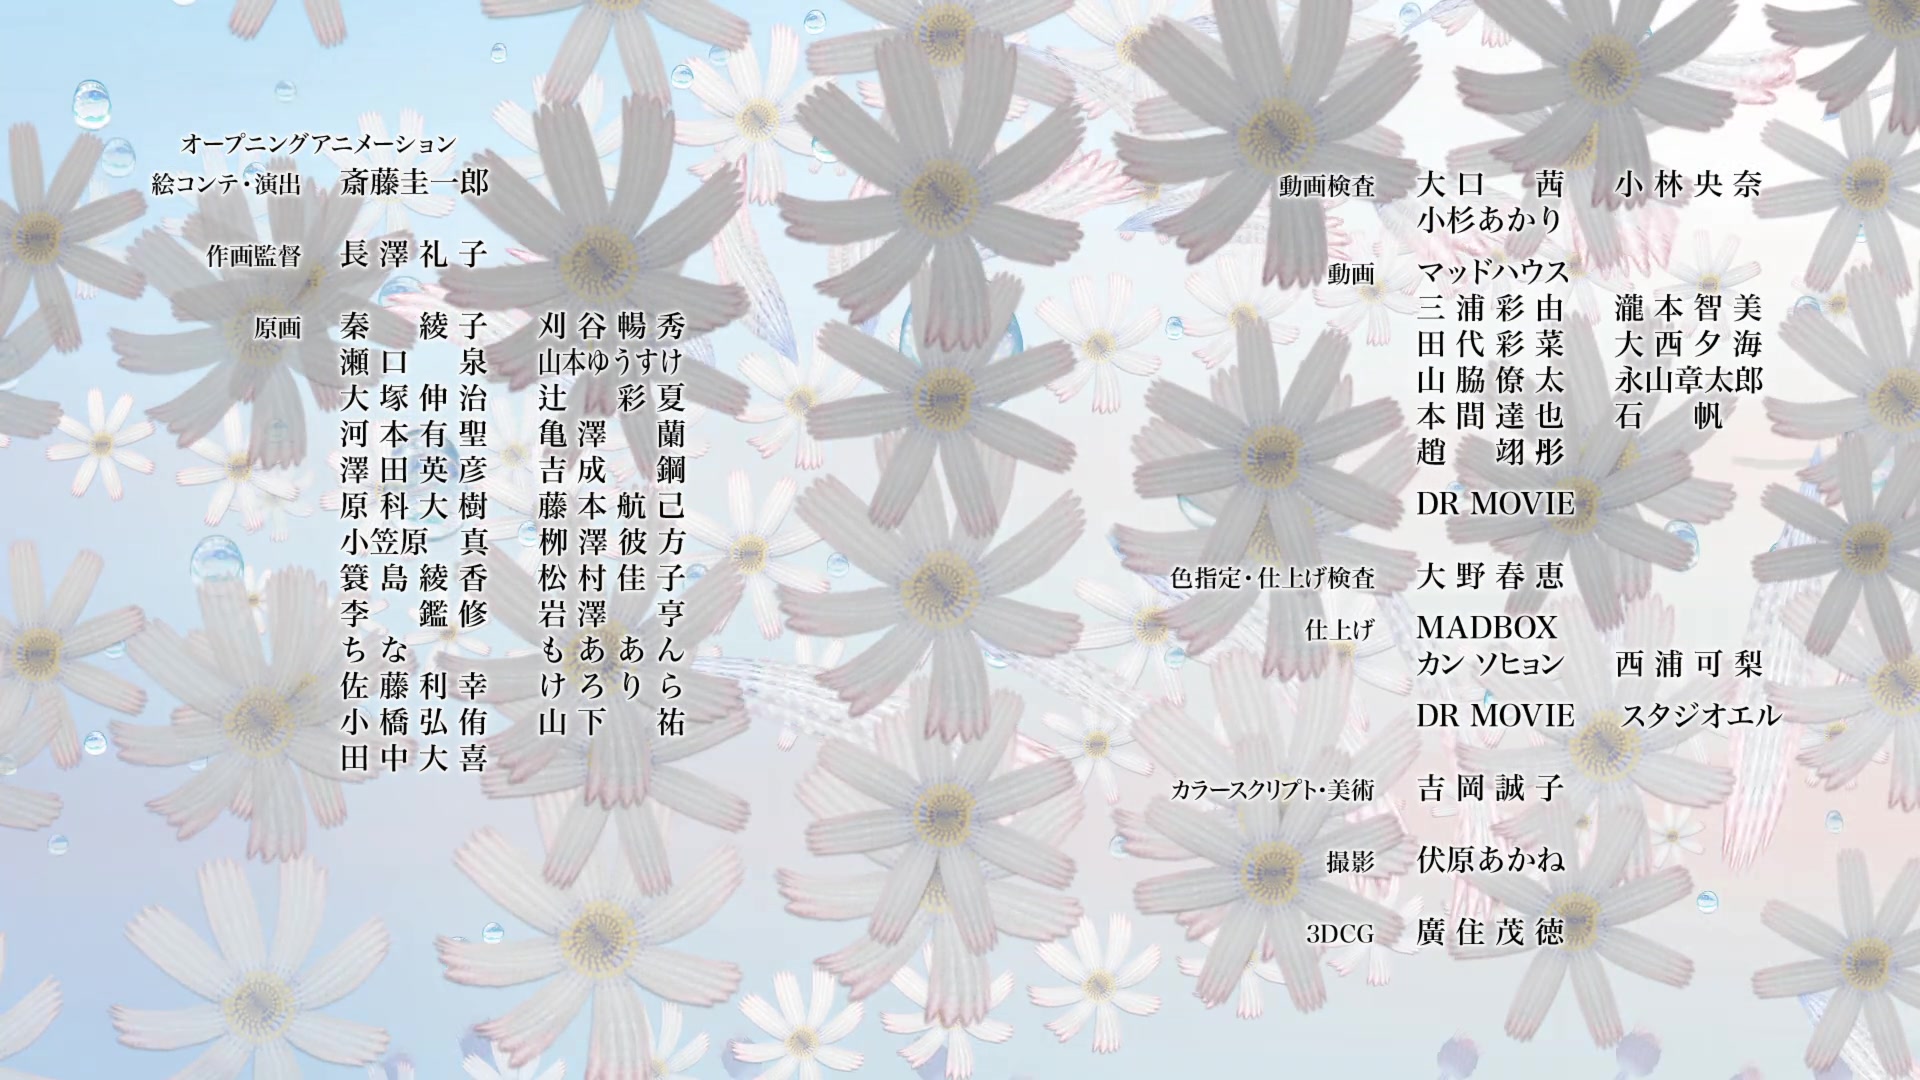 オープニングアニメーション
絵コンテ・演出 斎藤圭一郎
作画監督 長澤礼子
原画 秦 綾子 刈谷暢秀
瀬口 泉 山本ゆうすけ
大塚伸治 辻 彩夏
河本有聖 亀澤 蘭
澤田英彦 吉成 鋼
原科大樹 藤本航己
小笠原 真 柳澤彼方
簑島綾香 松村佳子
李 鑑修 岩澤 亨
ちな もああん
佐藤利幸 けろりら
小橋弘侑 山下 祐
田中大喜
動画検査 大口 茜 小林央奈
小杉あかり
動画 マッドハウス
三浦彩由 瀧本智美
田代彩菜 大西夕海
山脇僚太 永山章太郎
本間達也 石 帆
趙 翊彤
DR MOVIE
色指定・仕上げ検査 大野春恵
仕上げ MADBOX
カン ソヒョン 西浦可梨
DR MOVIE スタジオエル
カラースクリプト・美術 吉岡誠子
撮影 伏原あかね
3DCG 廣住茂徳